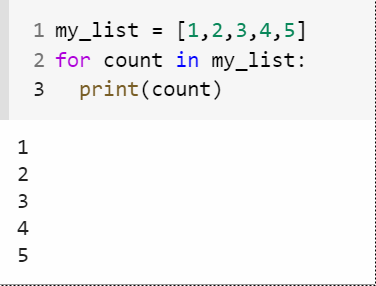 1 my_list = [1,2,3,4,5]
2 for count in my_list:
3   print(count)
1
2
3
4
5